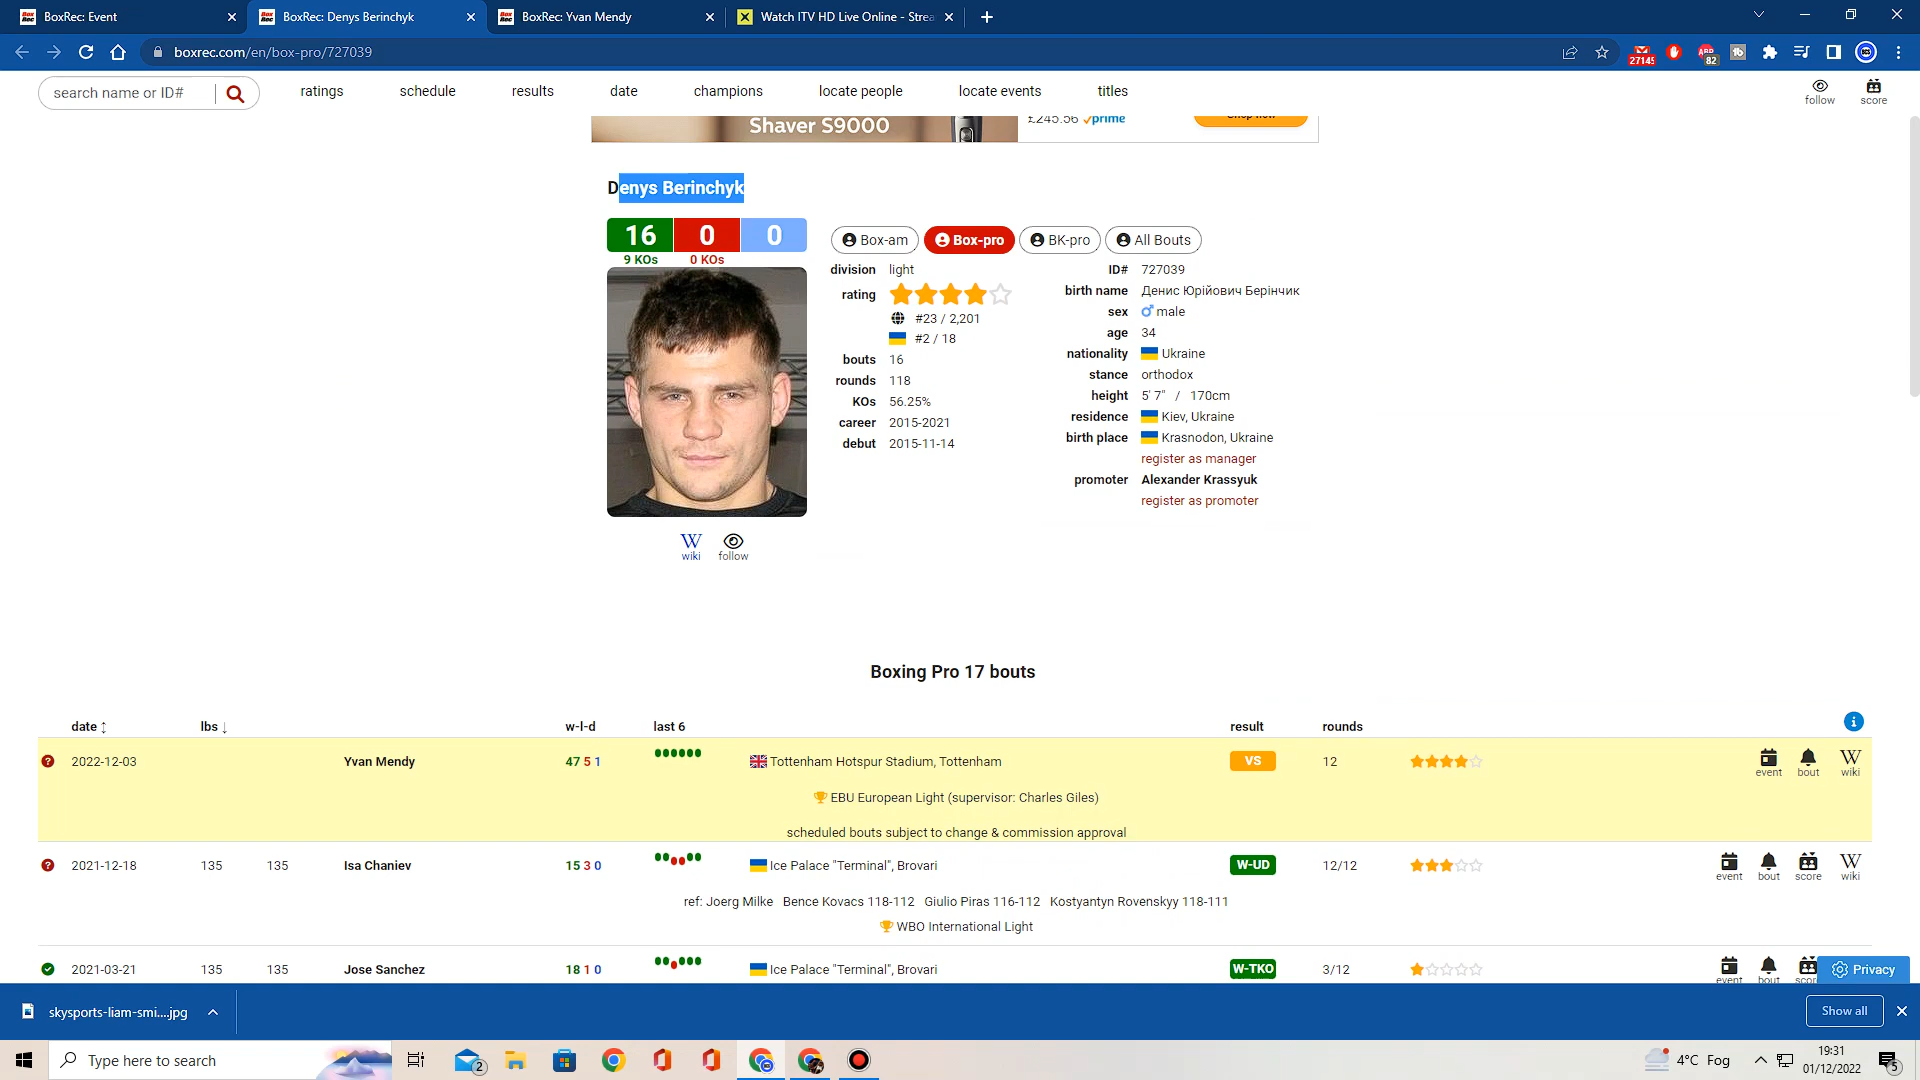 BoxRec: Event
BoxRec: Denys Berinchyk
BoxRec: Yvan Mendy
Watch ITV HD Live Online - Strea
boxrec.com/en/box-pro/727039
27145
82
search name or ID#
ratings
schedule
results
date
champions
locate people
locate events
titles
follow
score
Shaver S9000
£245.56 prime
Shop now
Denys Berinchyk
16 0 0
9 KOs 0 KOs
Box-am
Box-pro
BK-pro
All Bouts
division light
rating
#23 / 2,201
#2 / 18
bouts 16
rounds 118
KOs 56.25%
career 2015-2021
debut 2015-11-14
ID# 727039
birth name Денис Юрійович Берінчик
sex male
age 34
nationality Ukraine
stance orthodox
height 5' 7" / 170cm
residence Kiev, Ukraine
birth place Krasnodon, Ukraine
register as manager
promoter Alexander Krassyuk
register as promoter
wiki follow
Boxing Pro 17 bouts
date lbs w-l-d last 6 result rounds
2022-12-03 Yvan Mendy 47 5 1 Tottenham Hotspur Stadium, Tottenham VS 12
event bout wiki
EBU European Light (supervisor: Charles Giles)
scheduled bouts subject to change & commission approval
2021-12-18 135 135 Isa Chaniev 15 3 0 Ice Palace "Terminal", Brovari W-UD 12/12
event bout score wiki
ref: Joerg Milke Bence Kovacs 118-112 Giulio Piras 116-112 Kostyantyn Rovenskyy 118-111
WBO International Light
2021-03-21 135 135 Jose Sanchez 18 1 0 Ice Palace "Terminal", Brovari W-TKO 3/12
event bout score
Privacy
skysports-liam-smi....jpg
Show all
Type here to search
2
4°C Fog
19:31
01/12/2022
5